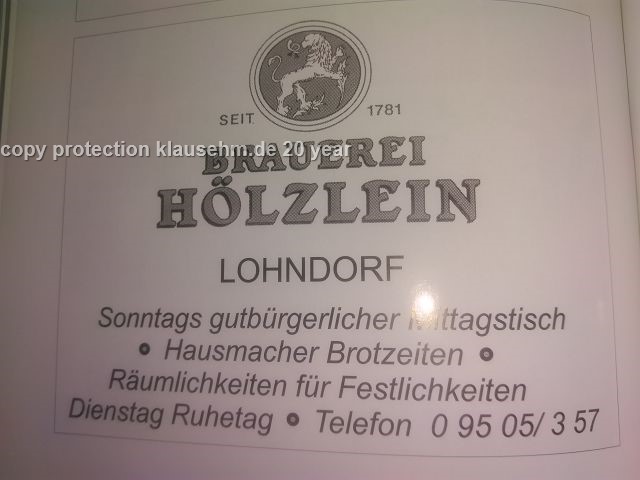 SEIT 1781
copy protection klausehm.de 20 year
BRAUEREI
HÖLZLEIN
LOHNDORF
Sonntags gutbürgerlicher Mittagstisch
• Hausmacher Brotzeiten •
Räumlichkeiten für Festlichkeiten
Dienstag Ruhetag • Telefon 0 95 05/ 3 57